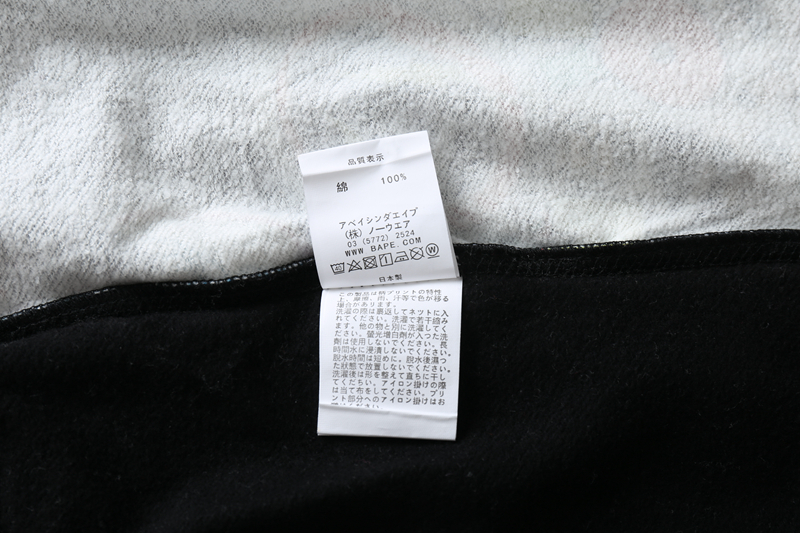 品質表示
綿 100%
アベイシンダエイプ
(株) ノーウエア
03 (5772) 2524
WWW BAPE.COM
40 W
日本製
この製品は柄プリントの特性
上、摩擦、雨、汗等で色が移る
場合があります。
洗濯の際は裏返してネットに入
れてください。洗濯で若干縮み
ます。他の物と別に洗濯してく
ださい。螢光増白剤が入った洗
剤は使用しないでください。長
時間水に浸漬しないでください。
脱水時間は短めに。脱水後湿っ
た状態で放置しないでください。
洗濯後は形を整えて直ちに干し
てくだちい。アイロン掛けの際
は当て布をしてください。プリ
ント部分へのアイロン掛けはお